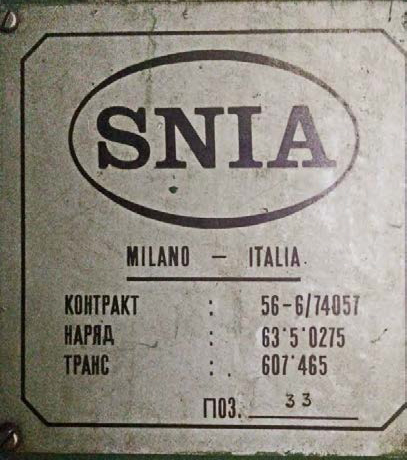 SNIA
MILANO - ITALIA
КОНТРАКТ : 56-6/74057
НАРЯД : 63'5'0275
ТРАНС : 607'465
ПОЗ. 33